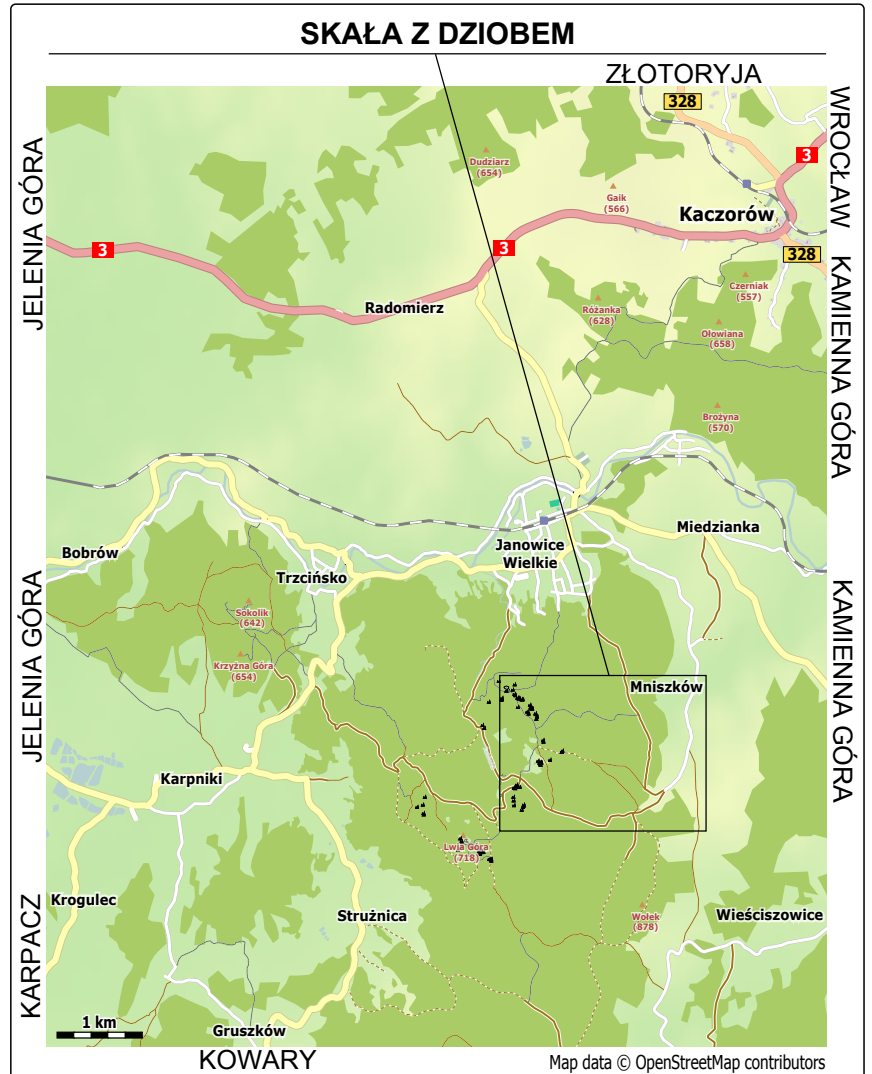 SKAŁA Z DZIOBEM
ZŁOTORYJA
328
WROCŁAW
3
Dudziarz
(654)
Gaik
(566)
Kaczorów
JELENIA GÓRA
3
3
328
KAMIENNA GÓRA
Czerniak
(557)
Radomierz
Różanka
(628)
Ołowiana
(658)
Brożyna
(570)
Miedzianka
Janowice
Wielkie
Bobrów
Trzcińsko
JELENIA GÓRA
KAMIENNA GÓRA
Sokolik
(642)
Krzyżna Góra
(654)
Mniszków
Karpniki
Lwia Góra
(718)
KARPACZ
Krogulec
Strużnica
Wołek
(878)
Wieściszowice
1 km
Gruszków
KOWARY
Map data © OpenStreetMap contributors